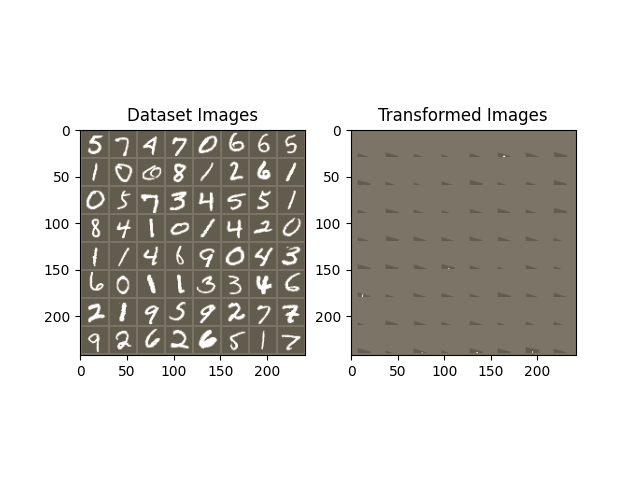 Dataset Images
Transformed Images
0
50
100
150
200
5 7 4 7 0 6 6 5
1 0 0 8 1 2 6 1
0 5 7 3 4 5 5 1
8 4 1 0 1 4 2 0
1 1 4 6 9 0 4 3
6 0 1 1 3 3 4 6
2 1 9 5 9 2 7 7
9 2 6 2 6 5 1 7
0 50 100 150 200
0
50
100
150
200
0 50 100 150 200